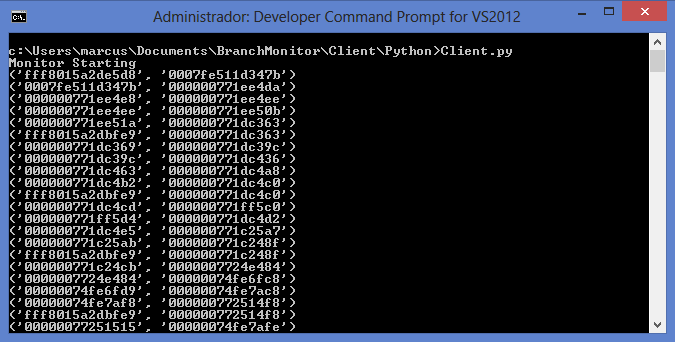 Administrador: Developer Command Prompt for VS2012
c:\Users\marcus\Documents\BranchMonitor\Client\Python>Client.py
Monitor Starting
('fff8015a2de5d8', '0007fe511d347b')
('0007fe511d347b', '000000771ee4da')
('000000771ee4e8', '000000771ee4ee')
('000000771ee4ee', '000000771ee50b')
('000000771ee51a', '000000771dc363')
('fff8015a2dbfe9', '000000771dc363')
('000000771dc369', '000000771dc39c')
('000000771dc39c', '000000771dc436')
('000000771dc463', '000000771dc4a8')
('000000771dc4b2', '000000771dc4c0')
('fff8015a2dbfe9', '000000771dc4c0')
('000000771dc4cd', '000000771ff5c0')
('000000771ff5d4', '000000771dc4d2')
('000000771dc4e5', '000000771c25a7')
('000000771c25ab', '000000771c248f')
('fff8015a2dbfe9', '000000771c248f')
('000000771c24cb', '0000007724e484')
('0000007724e484', '00000074fe6fc8')
('00000074fe6fd9', '00000074fe7ac8')
('00000074fe7af8', '000000772514f8')
('fff8015a2dbfe9', '000000772514f8')
('00000077251515', '00000074fe7afe')